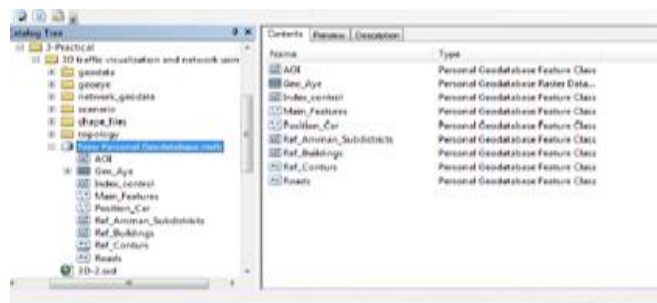 Catalog Tree
3-Practical
3D traffic visualization and network usin
geodata
geoeye
network_geodata
scenario
shape_files
topology
New Personal Geodatabase
AOI
Geo_Aye
Index_control
Main_Features
Position_Car
Ref_Amman_Subdistricts
Ref_Buildings
Ref_Conturs
Roads
3D-2.sxd
Contents Preview Description
Name Type
AOI Personal Geodatabase Feature Class
Geo_Aye Personal Geodatabase Raster Data...
Index_control Personal Geodatabase Feature Class
Main_Features Personal Geodatabase Feature Class
Position_Car Personal Geodatabase Feature Class
Ref_Amman_Subdistricts Personal Geodatabase Feature Class
Ref_Buildings Personal Geodatabase Feature Class
Ref_Conturs Personal Geodatabase Feature Class
Roads Personal Geodatabase Feature Class